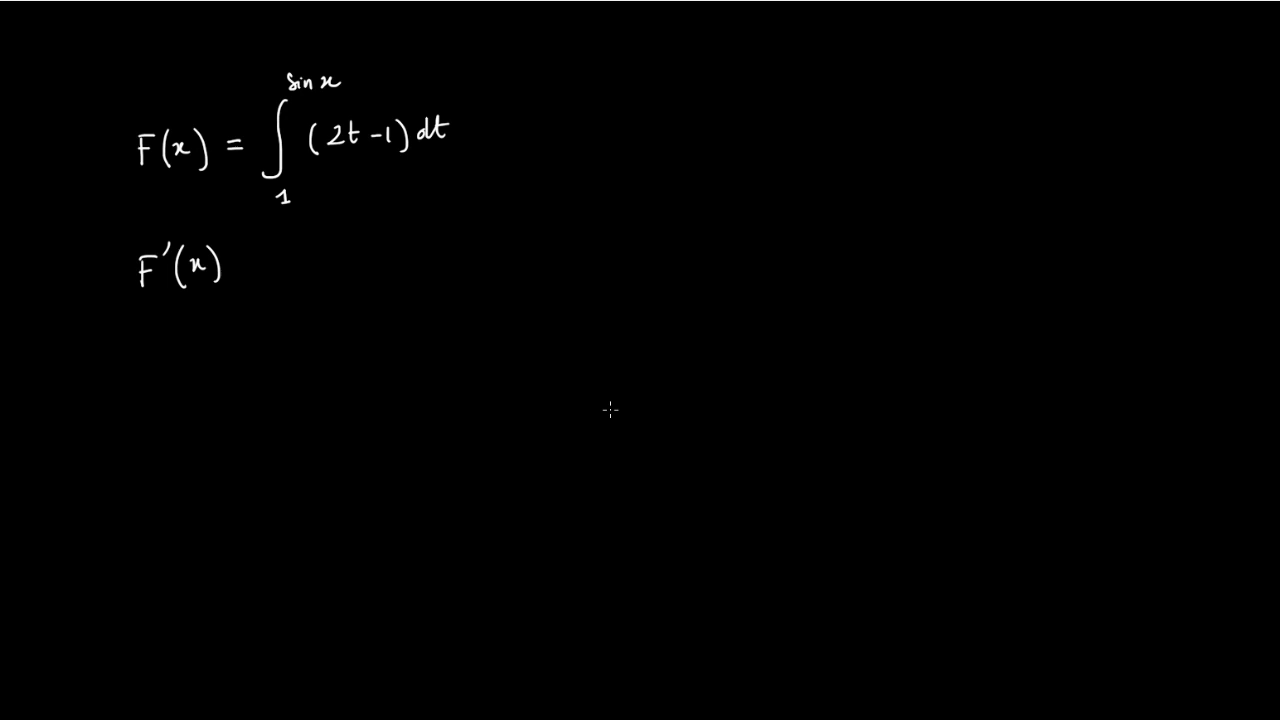 F(x) = ∫₁^{sin x} (2t - 1) dt
F'(x)